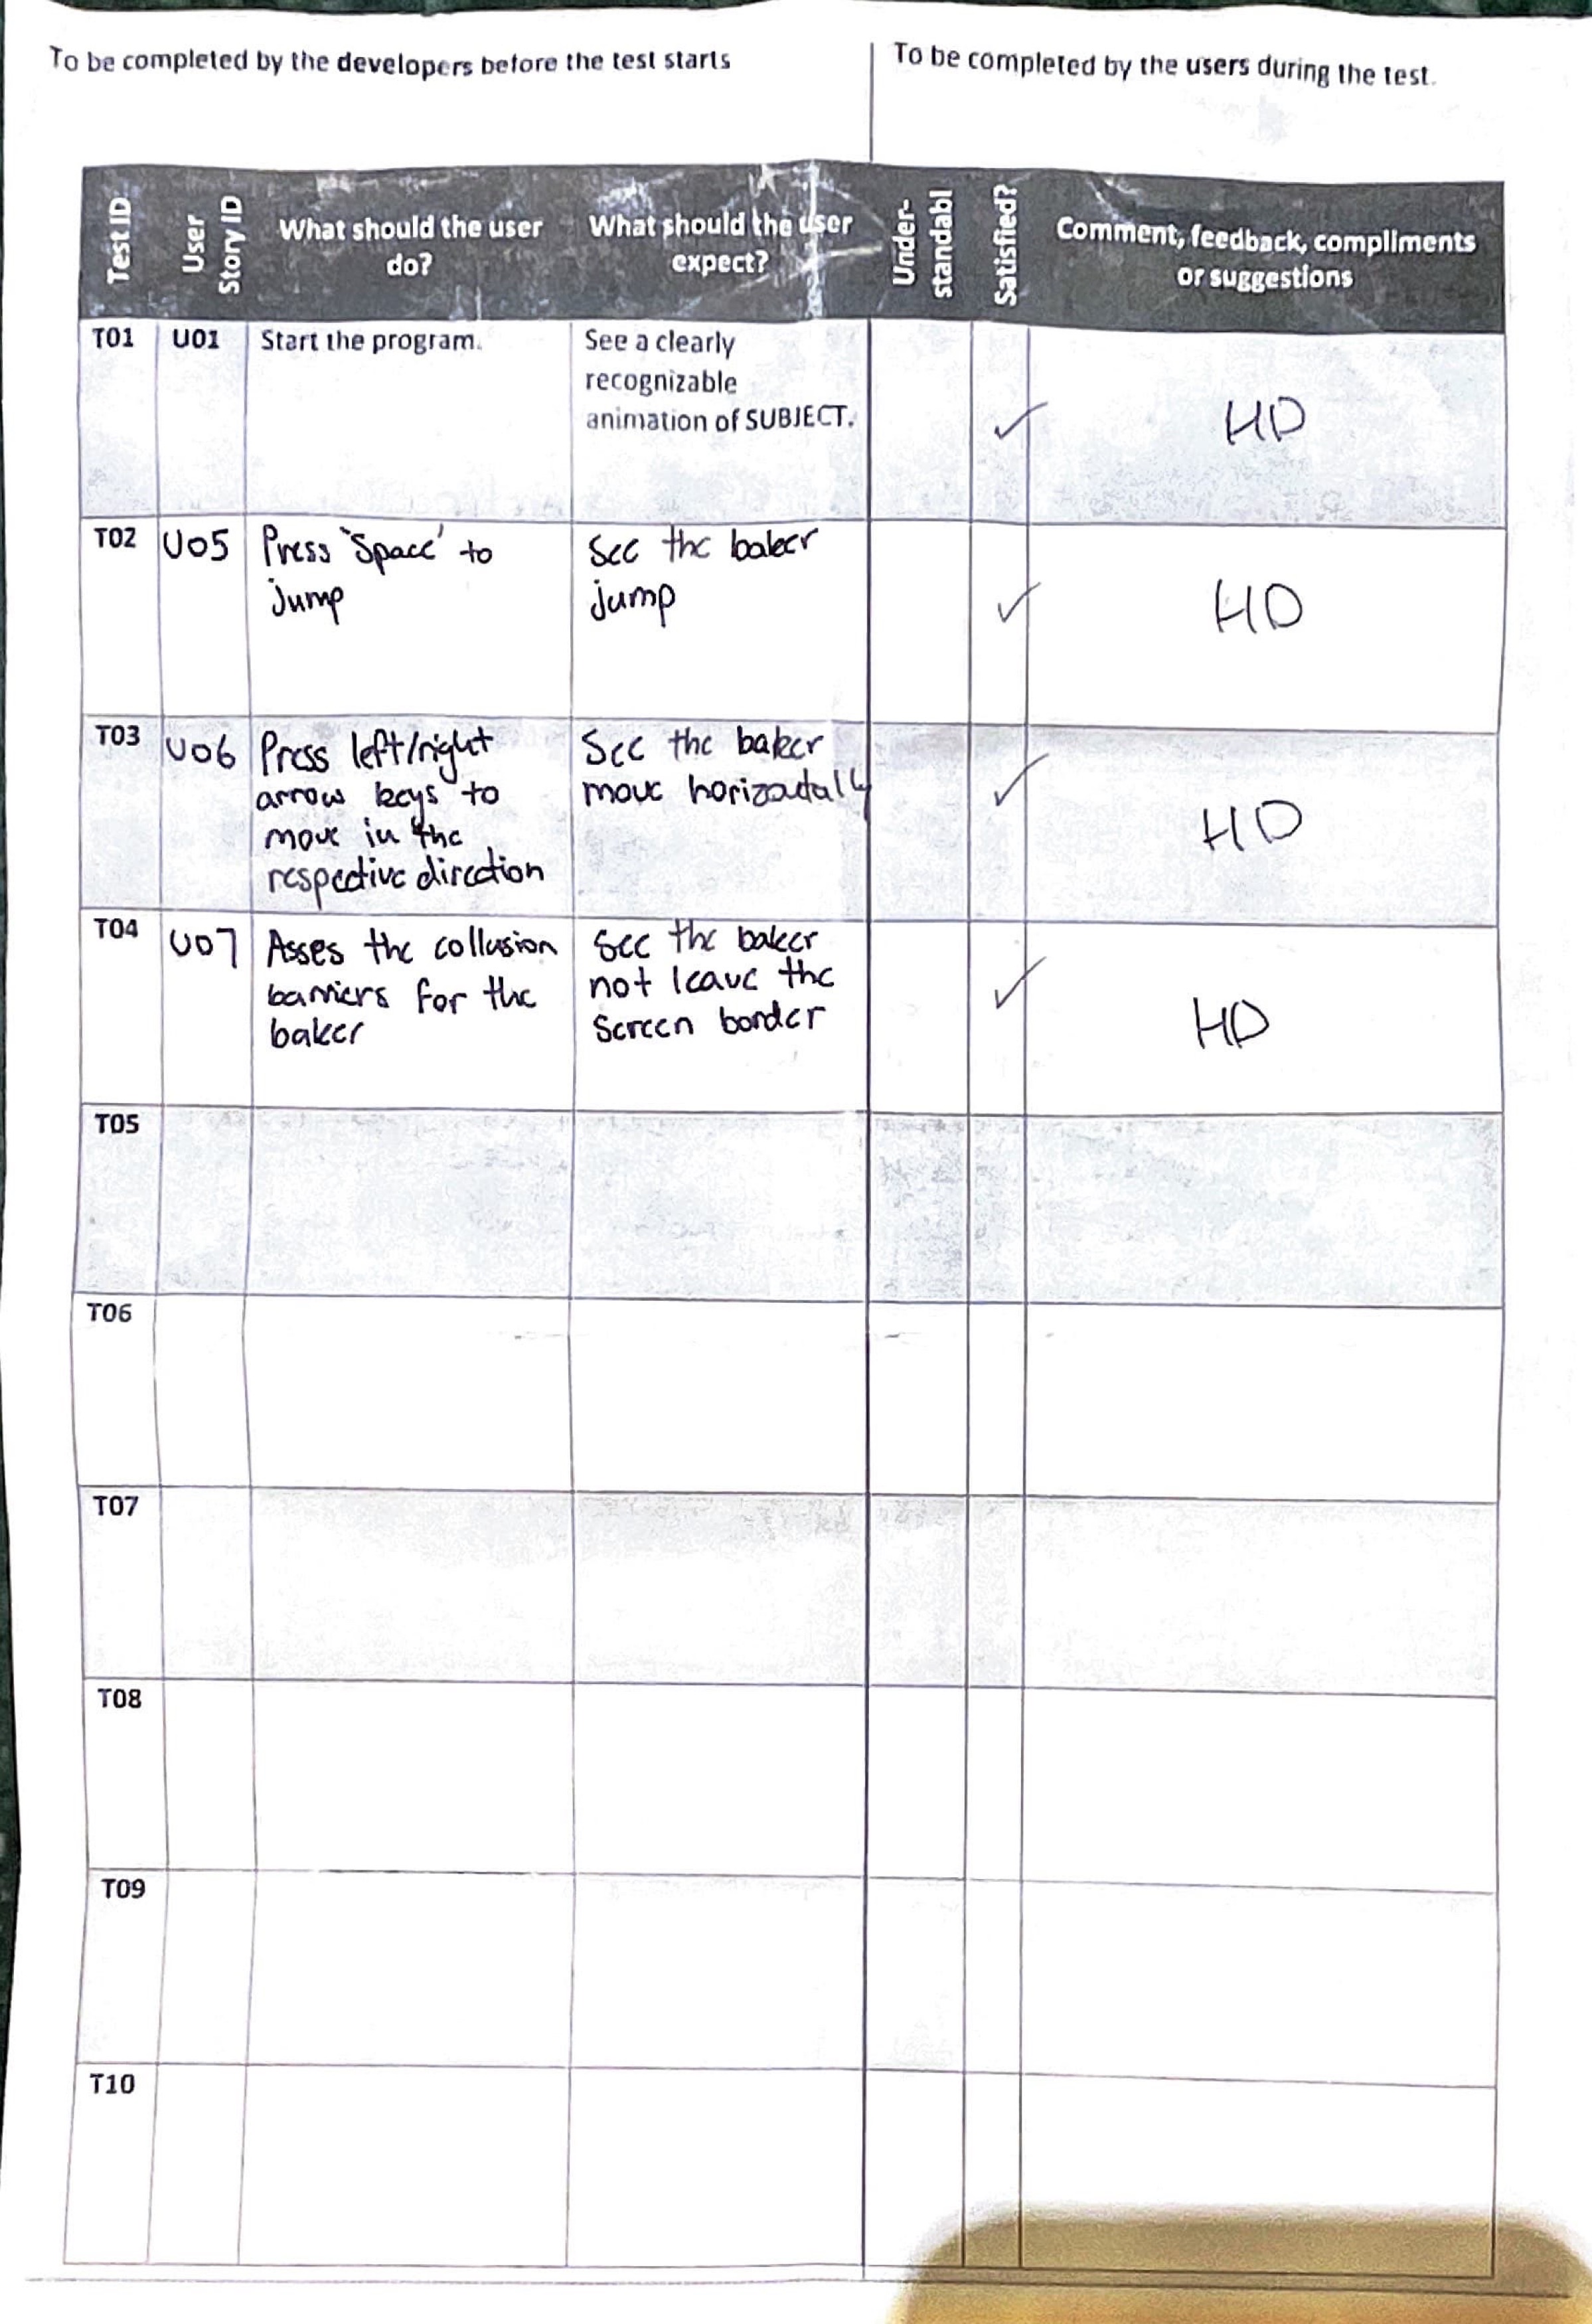 To be completed by the developers before the test starts
To be completed by the users during the test.
Test ID
User
Story ID
What should the user
do?
What should the user
expect?
Under-
standabl
Satisfied?
Comment, feedback, compliments
or suggestions
T01
U01
Start the program.
See a clearly
recognizable
animation of SUBJECT.
✓
HD
T02
U05
Press 'Space' to
jump
See the baker
jump
✓
HD
T03
U06
Press left/right
arrow keys to
move in the
respective direction
See the baker
move horizontally
✓
HD
T04
U07
Asses the collusion
barriers for the
baker
See the baker
not leave the
screen border
✓
HD
T05
T06
T07
T08
T09
T10